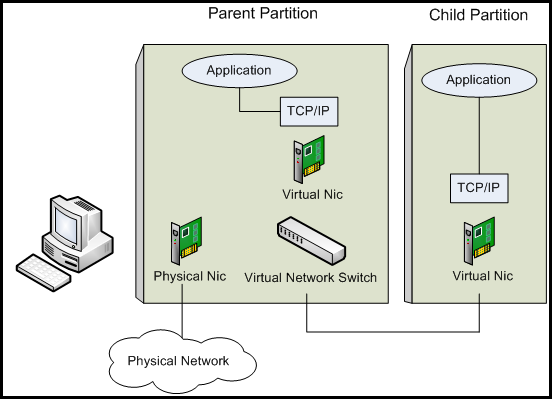 Parent Partition
Child Partition
Application
TCP/IP
Virtual Nic
Physical Nic
Virtual Network Switch
Physical Network
Application
TCP/IP
Virtual Nic